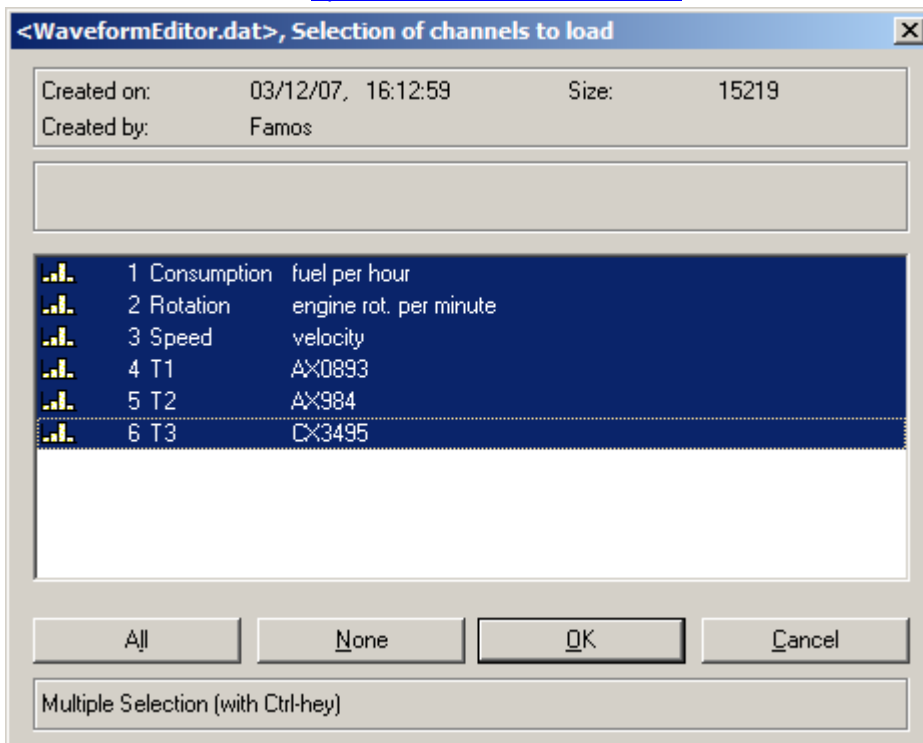 <WaveformEditor.dat>, Selection of channels to load
Created on: 03/12/07, 16:12:59 Size: 15219
Created by: Famos
1 Consumption fuel per hour
2 Rotation engine rot. per minute
3 Speed velocity
4 T1 AX0893
5 T2 AX984
6 T3 CX3495
All None OK Cancel
Multiple Selection (with Ctrl-hey)